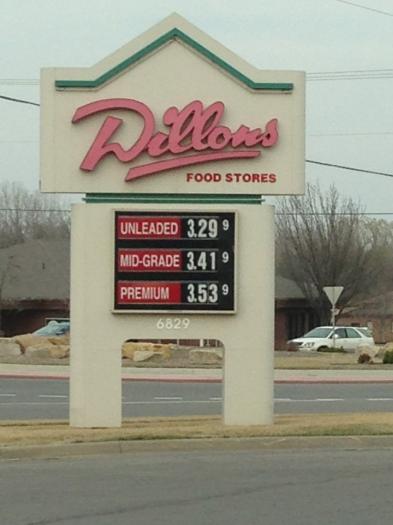 Dillons
FOOD STORES
UNLEADED 3.29 9
MID-GRADE 3.41 9
PREMIUM 3.53 9
6829